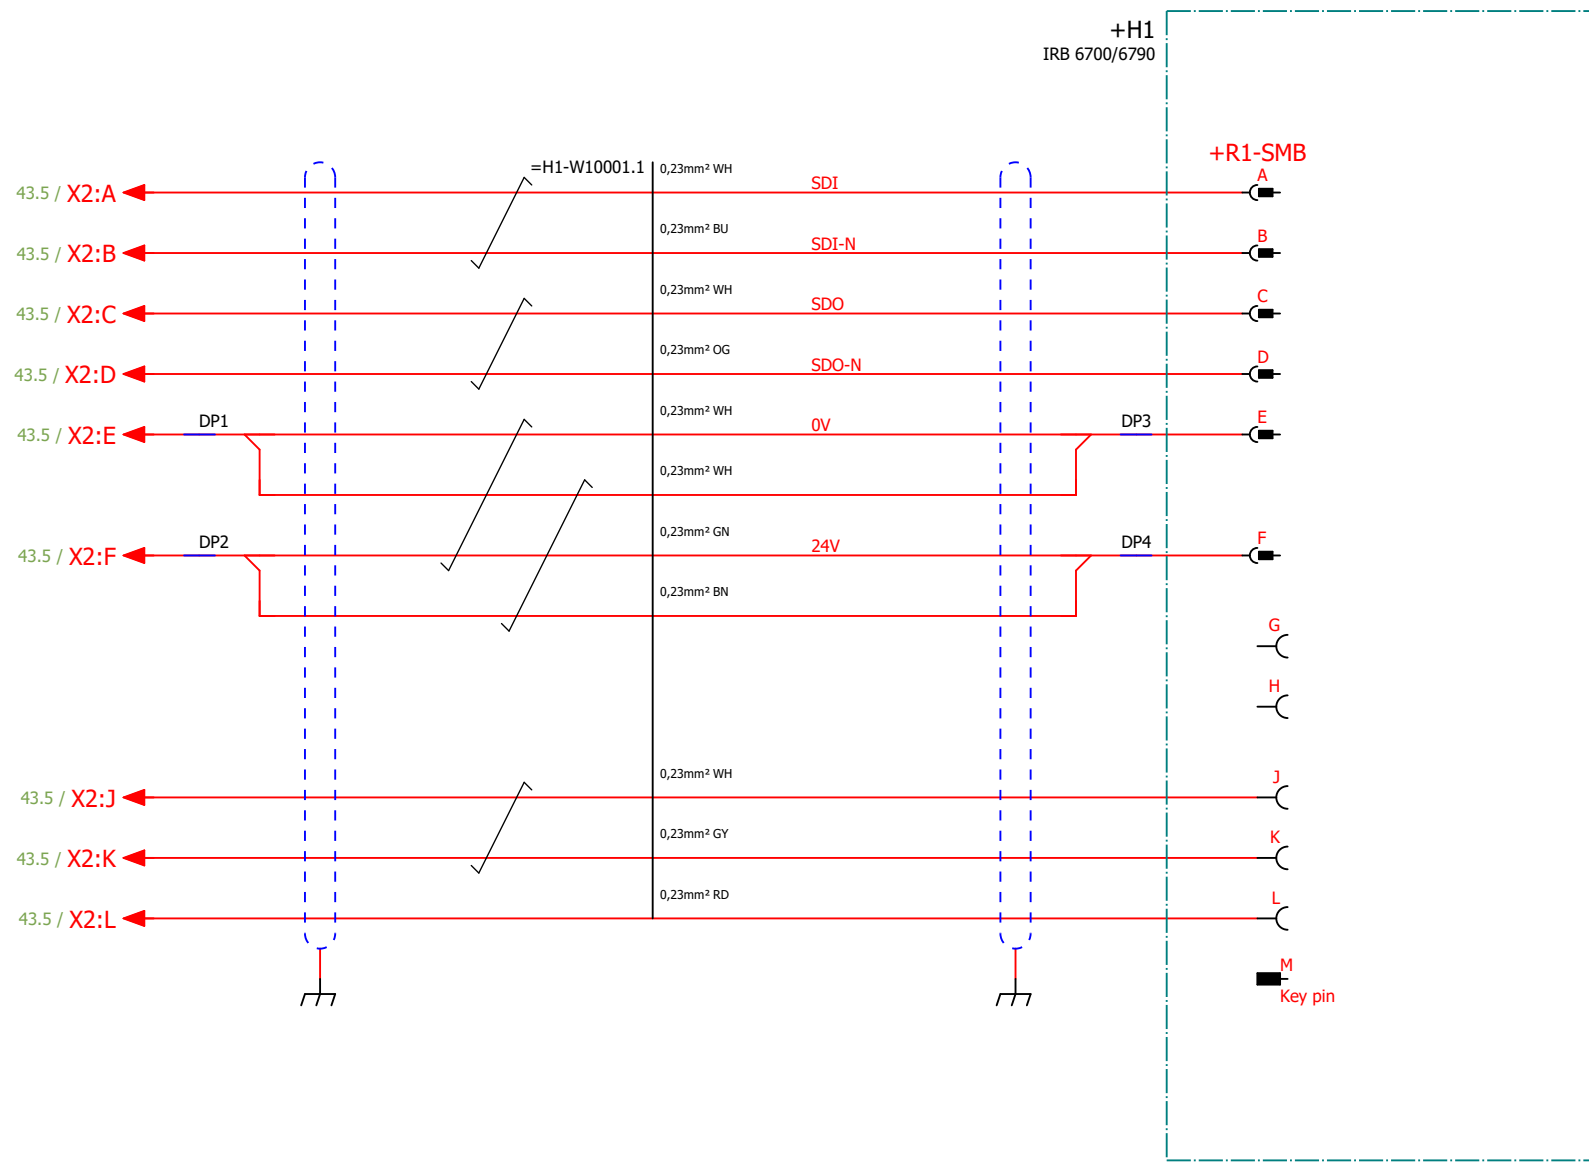 +H1
IRB 6700/6790
+R1-SMB
=H1-W10001.1
0,23mm² WH
43.5 / X2:A
SDI
A
0,23mm² BU
43.5 / X2:B
SDI-N
B
0,23mm² WH
43.5 / X2:C
SDO
C
0,23mm² OG
43.5 / X2:D
SDO-N
D
0,23mm² WH
43.5 / X2:E
DP1
0V
DP3
E
0,23mm² WH
0,23mm² GN
43.5 / X2:F
DP2
24V
DP4
F
0,23mm² BN
G
H
0,23mm² WH
43.5 / X2:J
J
0,23mm² GY
43.5 / X2:K
K
0,23mm² RD
43.5 / X2:L
L
M
Key pin